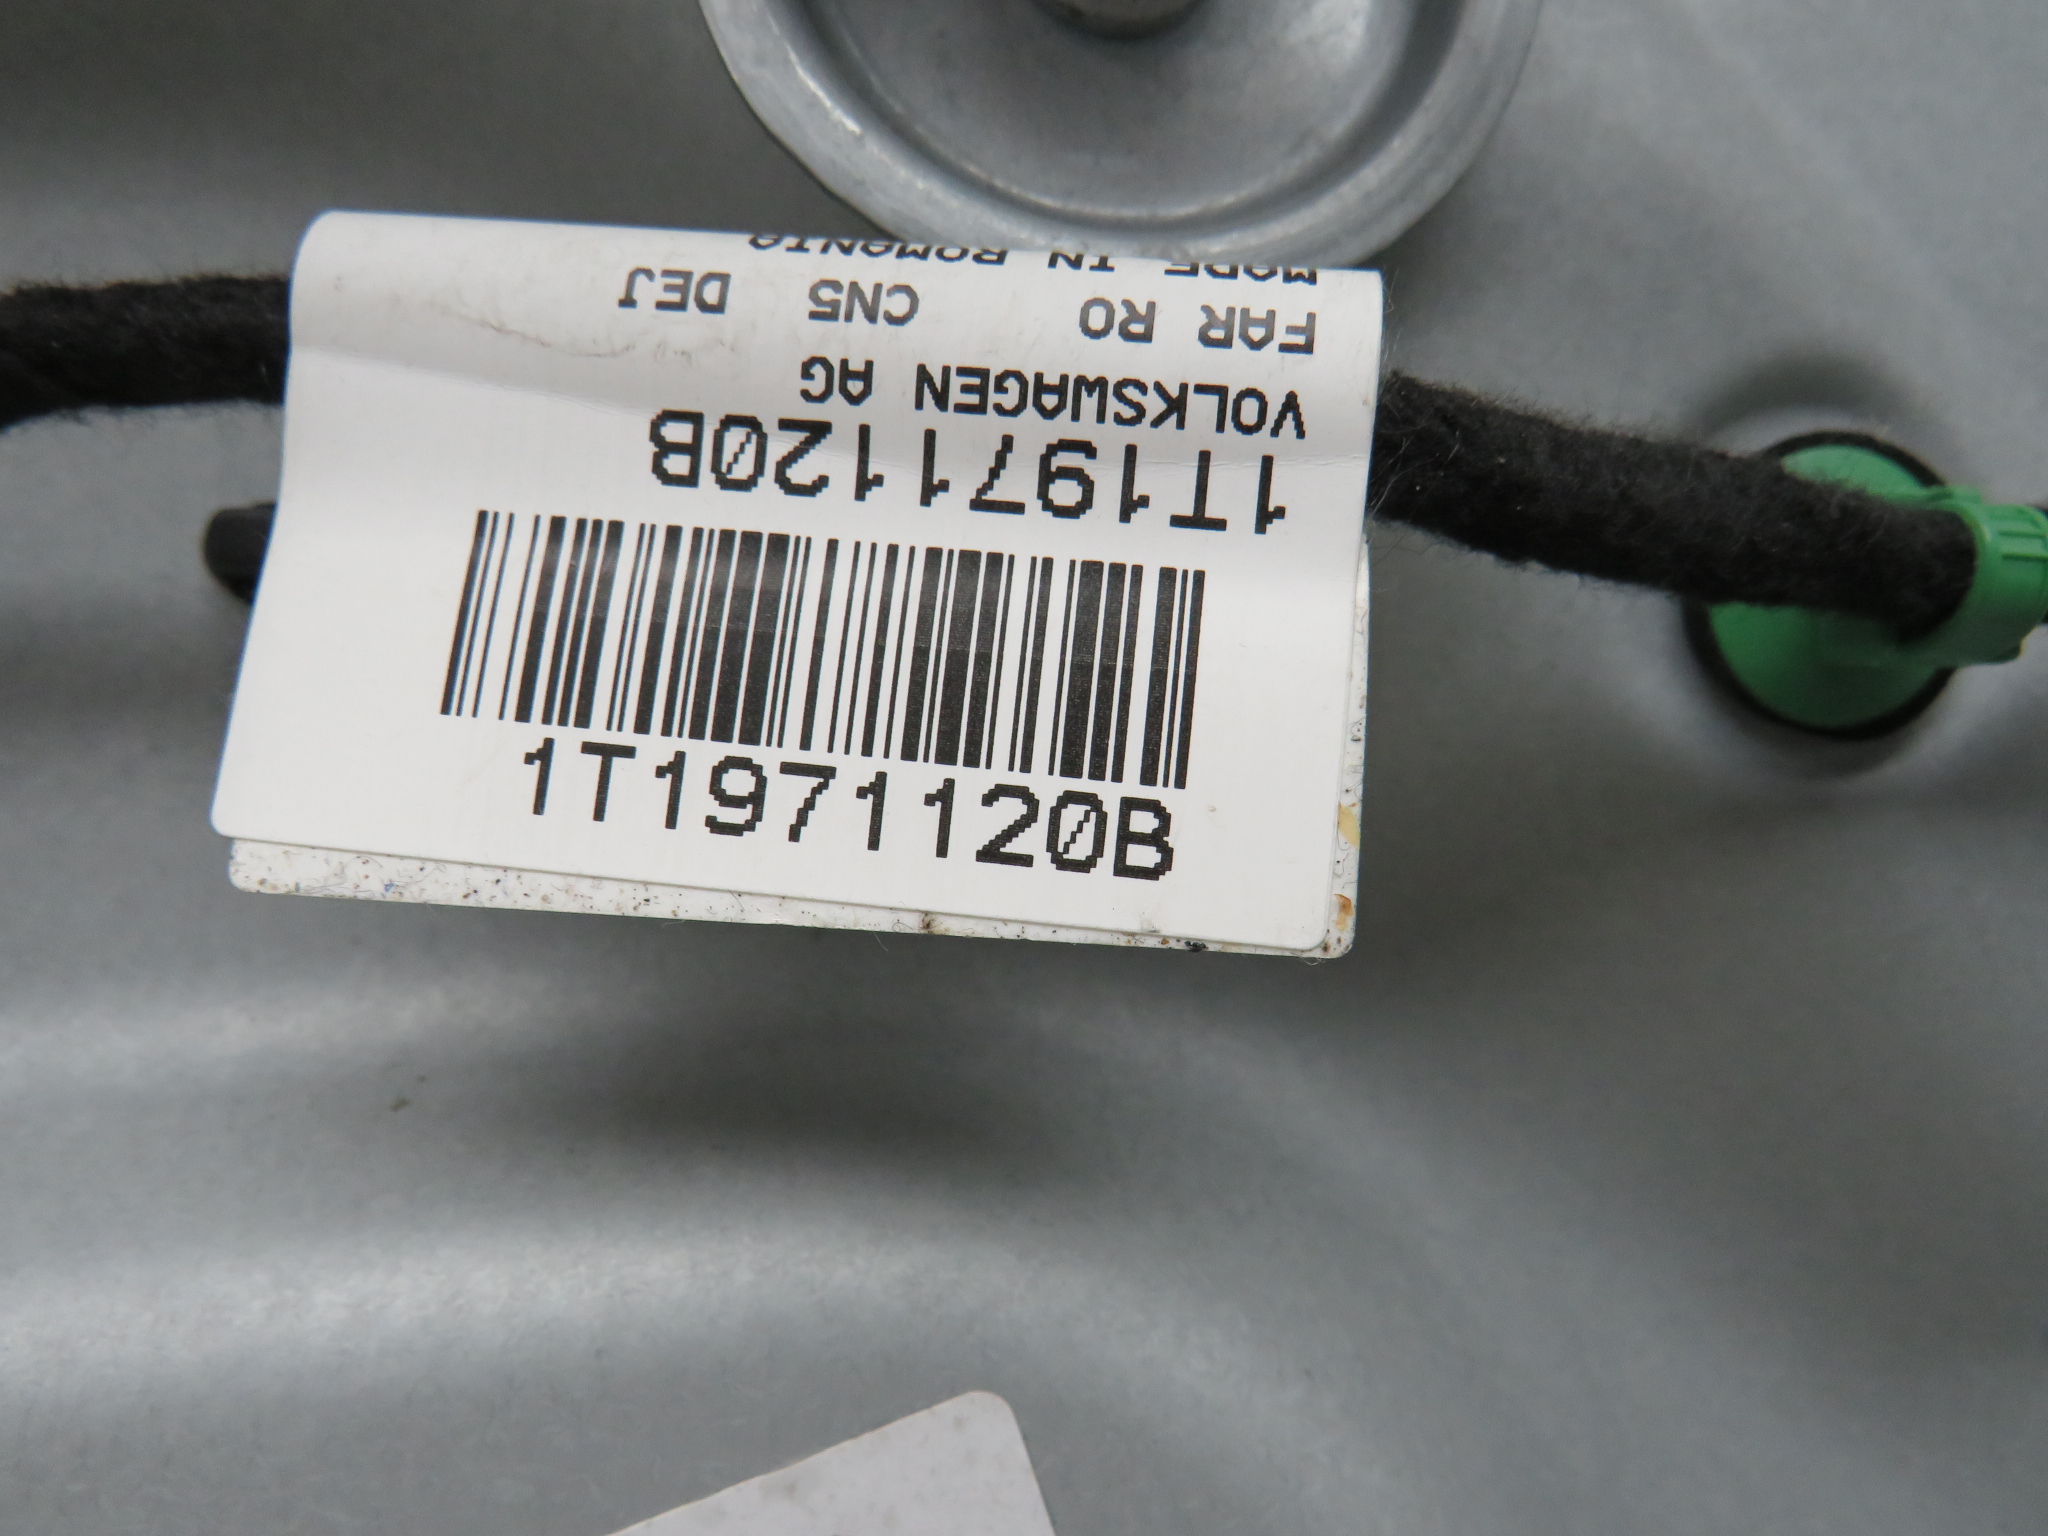 1T1971120B
1T1971120B
VOLKSWAGEN AG
FAR RO CN5 DEJ
MADE IN ROMANIA